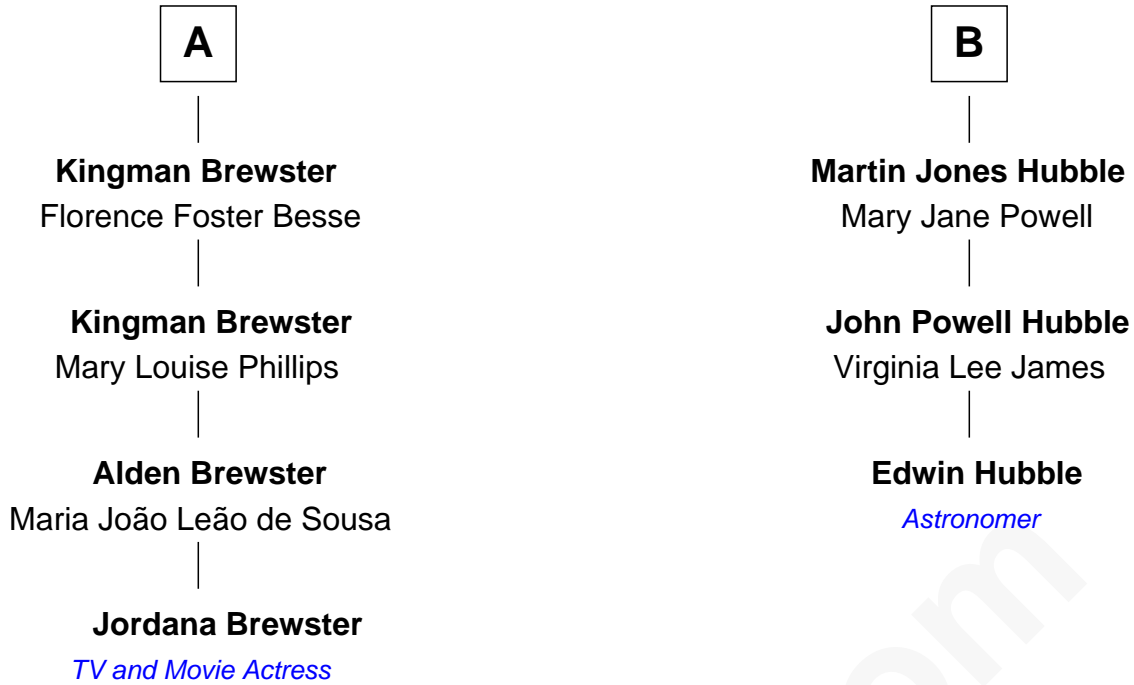 A
Kingman Brewster
Florence Foster Besse
Kingman Brewster
Mary Louise Phillips
Alden Brewster
Maria João Leão de Sousa
Jordana Brewster
TV and Movie Actress
B
Martin Jones Hubble
Mary Jane Powell
John Powell Hubble
Virginia Lee James
Edwin Hubble
Astronomer
om